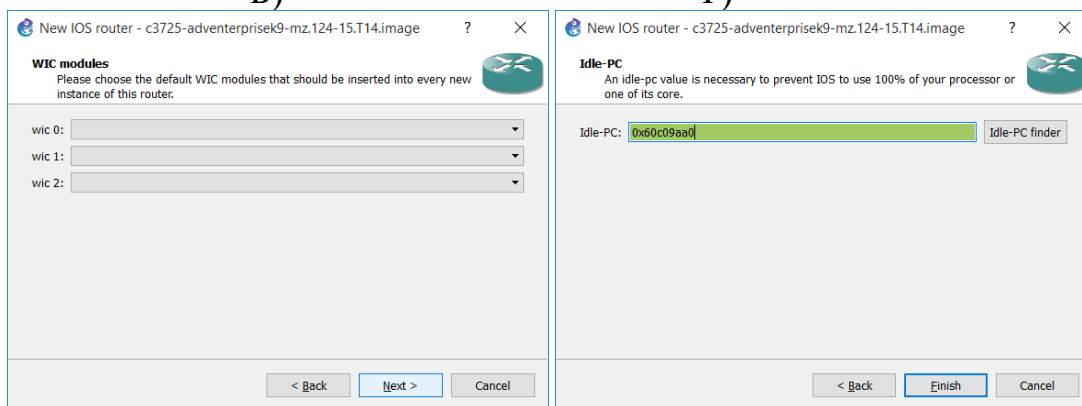 New IOS router - c3725-adventerprisek9-mz.124-15.T14.image ? ×
WIC modules
Please choose the default WIC modules that should be inserted into every new
instance of this router.
wic 0:
wic 1:
wic 2:
< Back Next > Cancel
New IOS router - c3725-adventerprisek9-mz.124-15.T14.image ? ×
Idle-PC
An idle-pc value is necessary to prevent IOS to use 100% of your processor or
one of its core.
Idle-PC: 0x60c09aa0 Idle-PC finder
< Back Finish Cancel